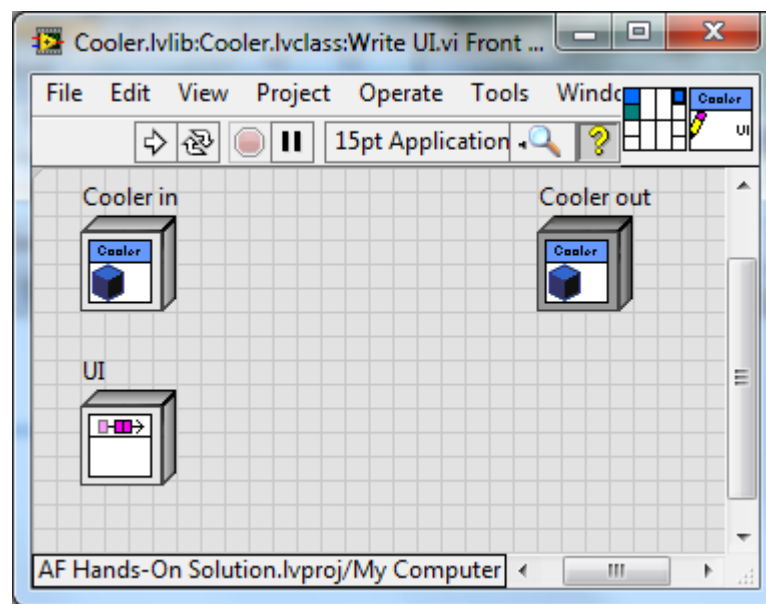 Cooler.lvlib:Cooler.lvclass:Write UI.vi Front ...
File Edit View Project Operate Tools Windo
15pt Application
Cooler
UI
Cooler in
Cooler out
Cooler
Cooler
UI
AF Hands-On Solution.lvproj/My Computer